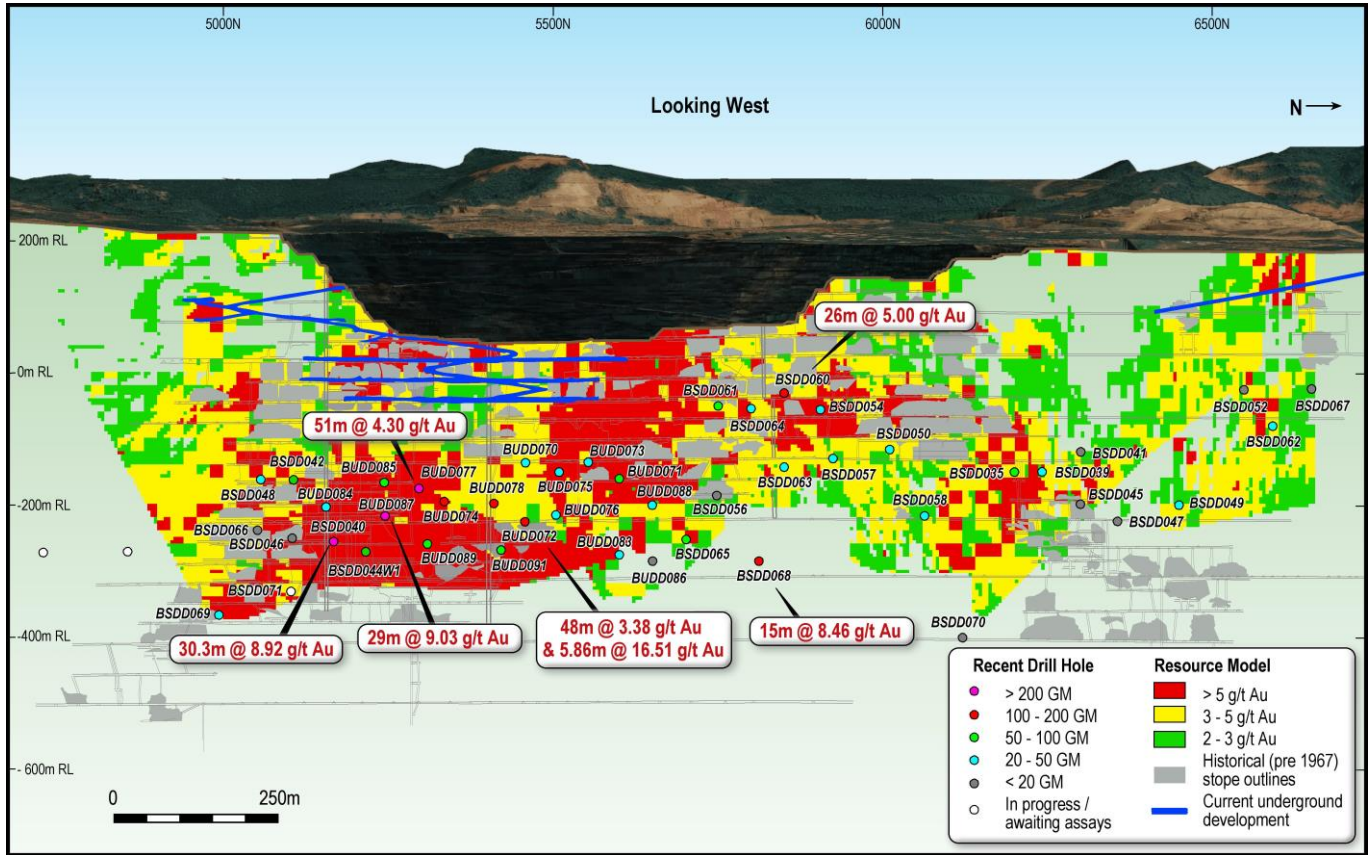 5000N
5500N
6000N
6500N
Looking West
N
200m RL
-0m RL
- 200m RL
- 400m RL
- 600m RL
26m @ 5.00 g/t Au
BSDD060
BSDD061
BSDD054
BSDD064
BSDD052
BSDD067
51m @ 4.30 g/t Au
BSDD050
BSDD062
BSDD042
BUDD085
BUDD077
BUDD070
BUDD073
BSDD041
BSDD048
BUDD084
BUDD078
BUDD075
BUDD071
BSDD063
BSDD057
BSDD035
BSDD039
BUDD087
BUDD074
BUDD076
BUDD088
BSDD056
BSDD058
BSDD045
BSDD049
BSDD066
BSDD040
BSDD047
BSDD046
BUDD072
BUDD083
BSDD065
BSDD044W1
BUDD089
BUDD091
BUDD086
BSDD068
BSDD071
BSDD069
BSDD070
30.3m @ 8.92 g/t Au
29m @ 9.03 g/t Au
48m @ 3.38 g/t Au
& 5.86m @ 16.51 g/t Au
15m @ 8.46 g/t Au
0
250m
Recent Drill Hole
> 200 GM
100 - 200 GM
50 - 100 GM
20 - 50 GM
< 20 GM
In progress /
awaiting assays
Resource Model
> 5 g/t Au
3 - 5 g/t Au
2 - 3 g/t Au
Historical (pre 1967)
stope outlines
Current underground
development